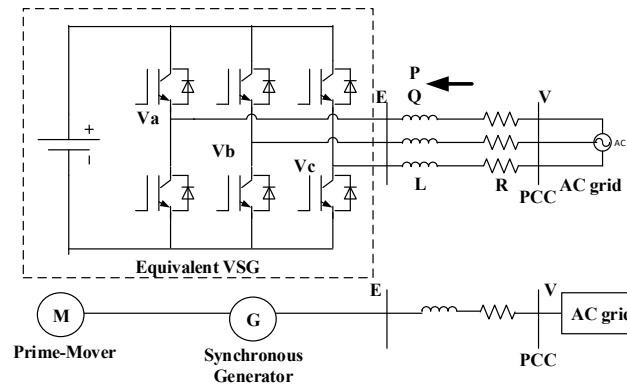 P
Q
E
V
Va
Vb
Vc
+
−
L
R
AC
AC grid
PCC
Equivalent VSG
E
V
M
G
AC grid
Prime-Mover
Synchronous
Generator
PCC